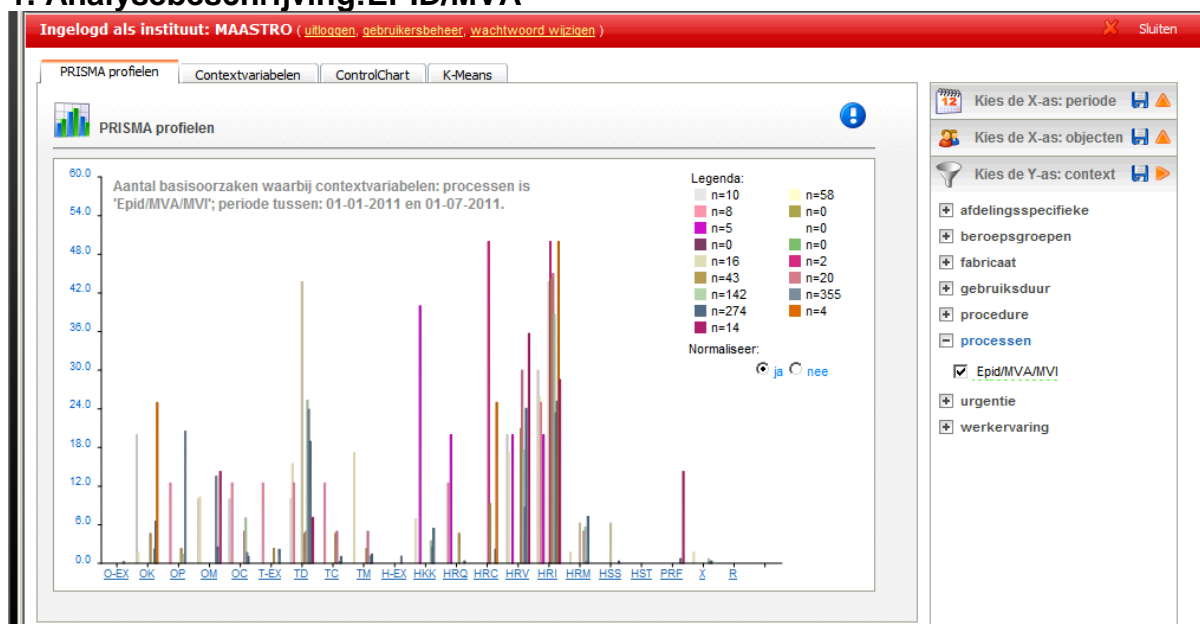 1. Analysebeschrijving:EPID/MVA
Ingelogd als instituut: MAASTRO ( uitloggen, gebruikersbeheer, wachtwoord wijzigen )
Sluiten
PRISMA profielen
Contextvariabelen
ControlChart
K-Means
PRISMA profielen
60.0
54.0
48.0
42.0
36.0
30.0
24.0
18.0
12.0
6.0
0.0
Aantal basisoorzaken waarbij contextvariabelen: processen is
'Epid/MVA/MVI'; periode tussen: 01-01-2011 en 01-07-2011.
Legenda:
n=10 n=58
n=8 n=0
n=5 n=0
n=0 n=0
n=16 n=2
n=43 n=20
n=142 n=355
n=274 n=4
n=14
Normaliseer:
ja nee
O-EX OK OP OM OC T-EX TD TC TM H-EX HKK HRQ HRC HRV HRI HRM HSS HST PRF X R
12
Kies de X-as: periode
Kies de X-as: objecten
Kies de Y-as: context
afdelingsspecifieke
beroepsgroepen
fabricaat
gebruiksduur
procedure
processen
Epid/MVA/MVI
urgentie
werkervaring